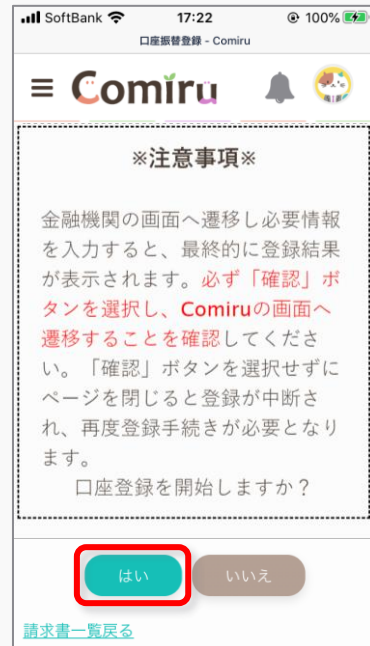 SoftBank 17:22 100%
口座振替登録 - Comiru
Comiru
※注意事項※
金融機関の画面へ遷移し必要情報
を入力すると、最終的に登録結果
が表示されます。必ず「確認」ボ
タンを選択し、Comiruの画面へ
遷移することを確認してくださ
い。「確認」ボタンを選択せずに
ページを閉じると登録が中断さ
れ、再度登録手続きが必要となり
ます。
口座登録を開始しますか？
はい いいえ
請求書一覧戻る